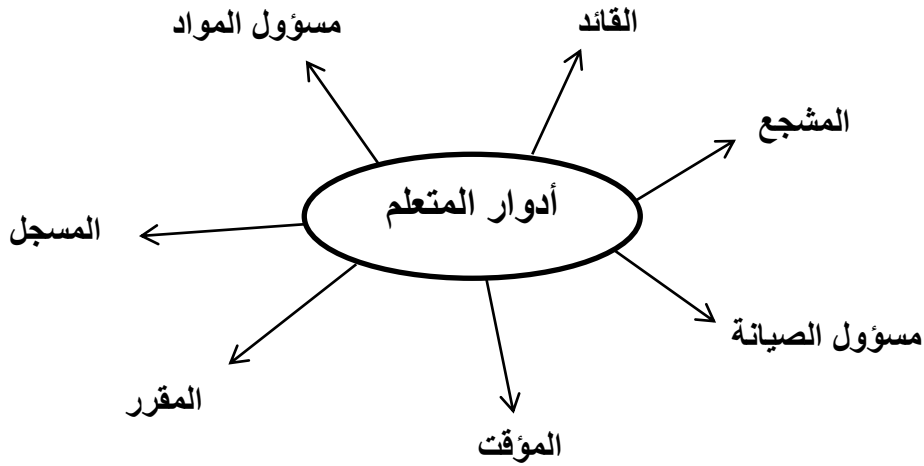 القائد
مسؤول المواد
المشجع
أدوار المتعلم
المسجل
مسؤول الصيانة
المقرر
المؤقت